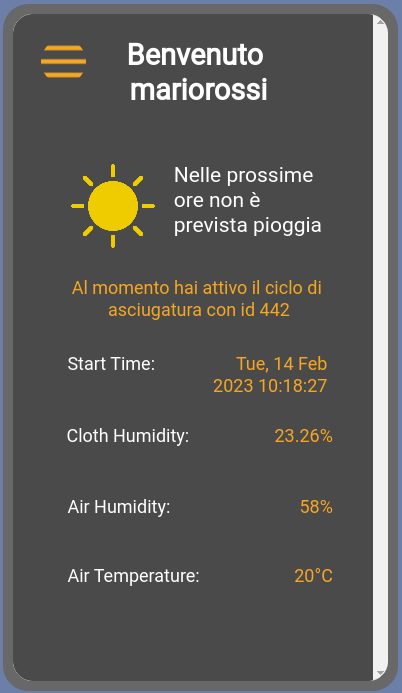 Benvenuto
mariorossi
Nelle prossime
ore non è
prevista pioggia
Al momento hai attivo il ciclo di
asciugatura con id 442
Start Time: Tue, 14 Feb
2023 10:18:27
Cloth Humidity: 23.26%
Air Humidity: 58%
Air Temperature: 20°C